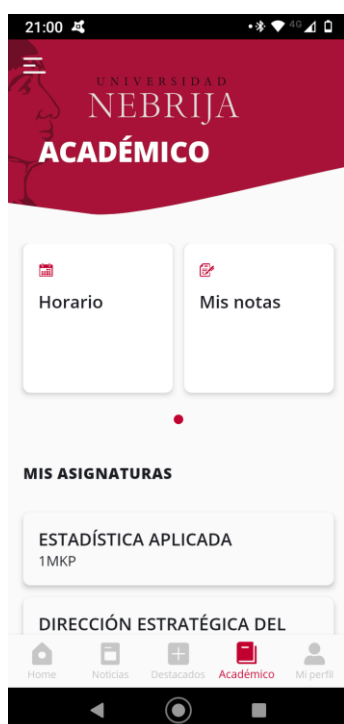 21:00
4G
UNIVERSIDAD
NEBRIJA
ACADÉMICO
Horario
Mis notas
MIS ASIGNATURAS
ESTADÍSTICA APLICADA
1MKP
DIRECCIÓN ESTRATÉGICA DEL
Home Noticias Destacados Académico Mi perfil